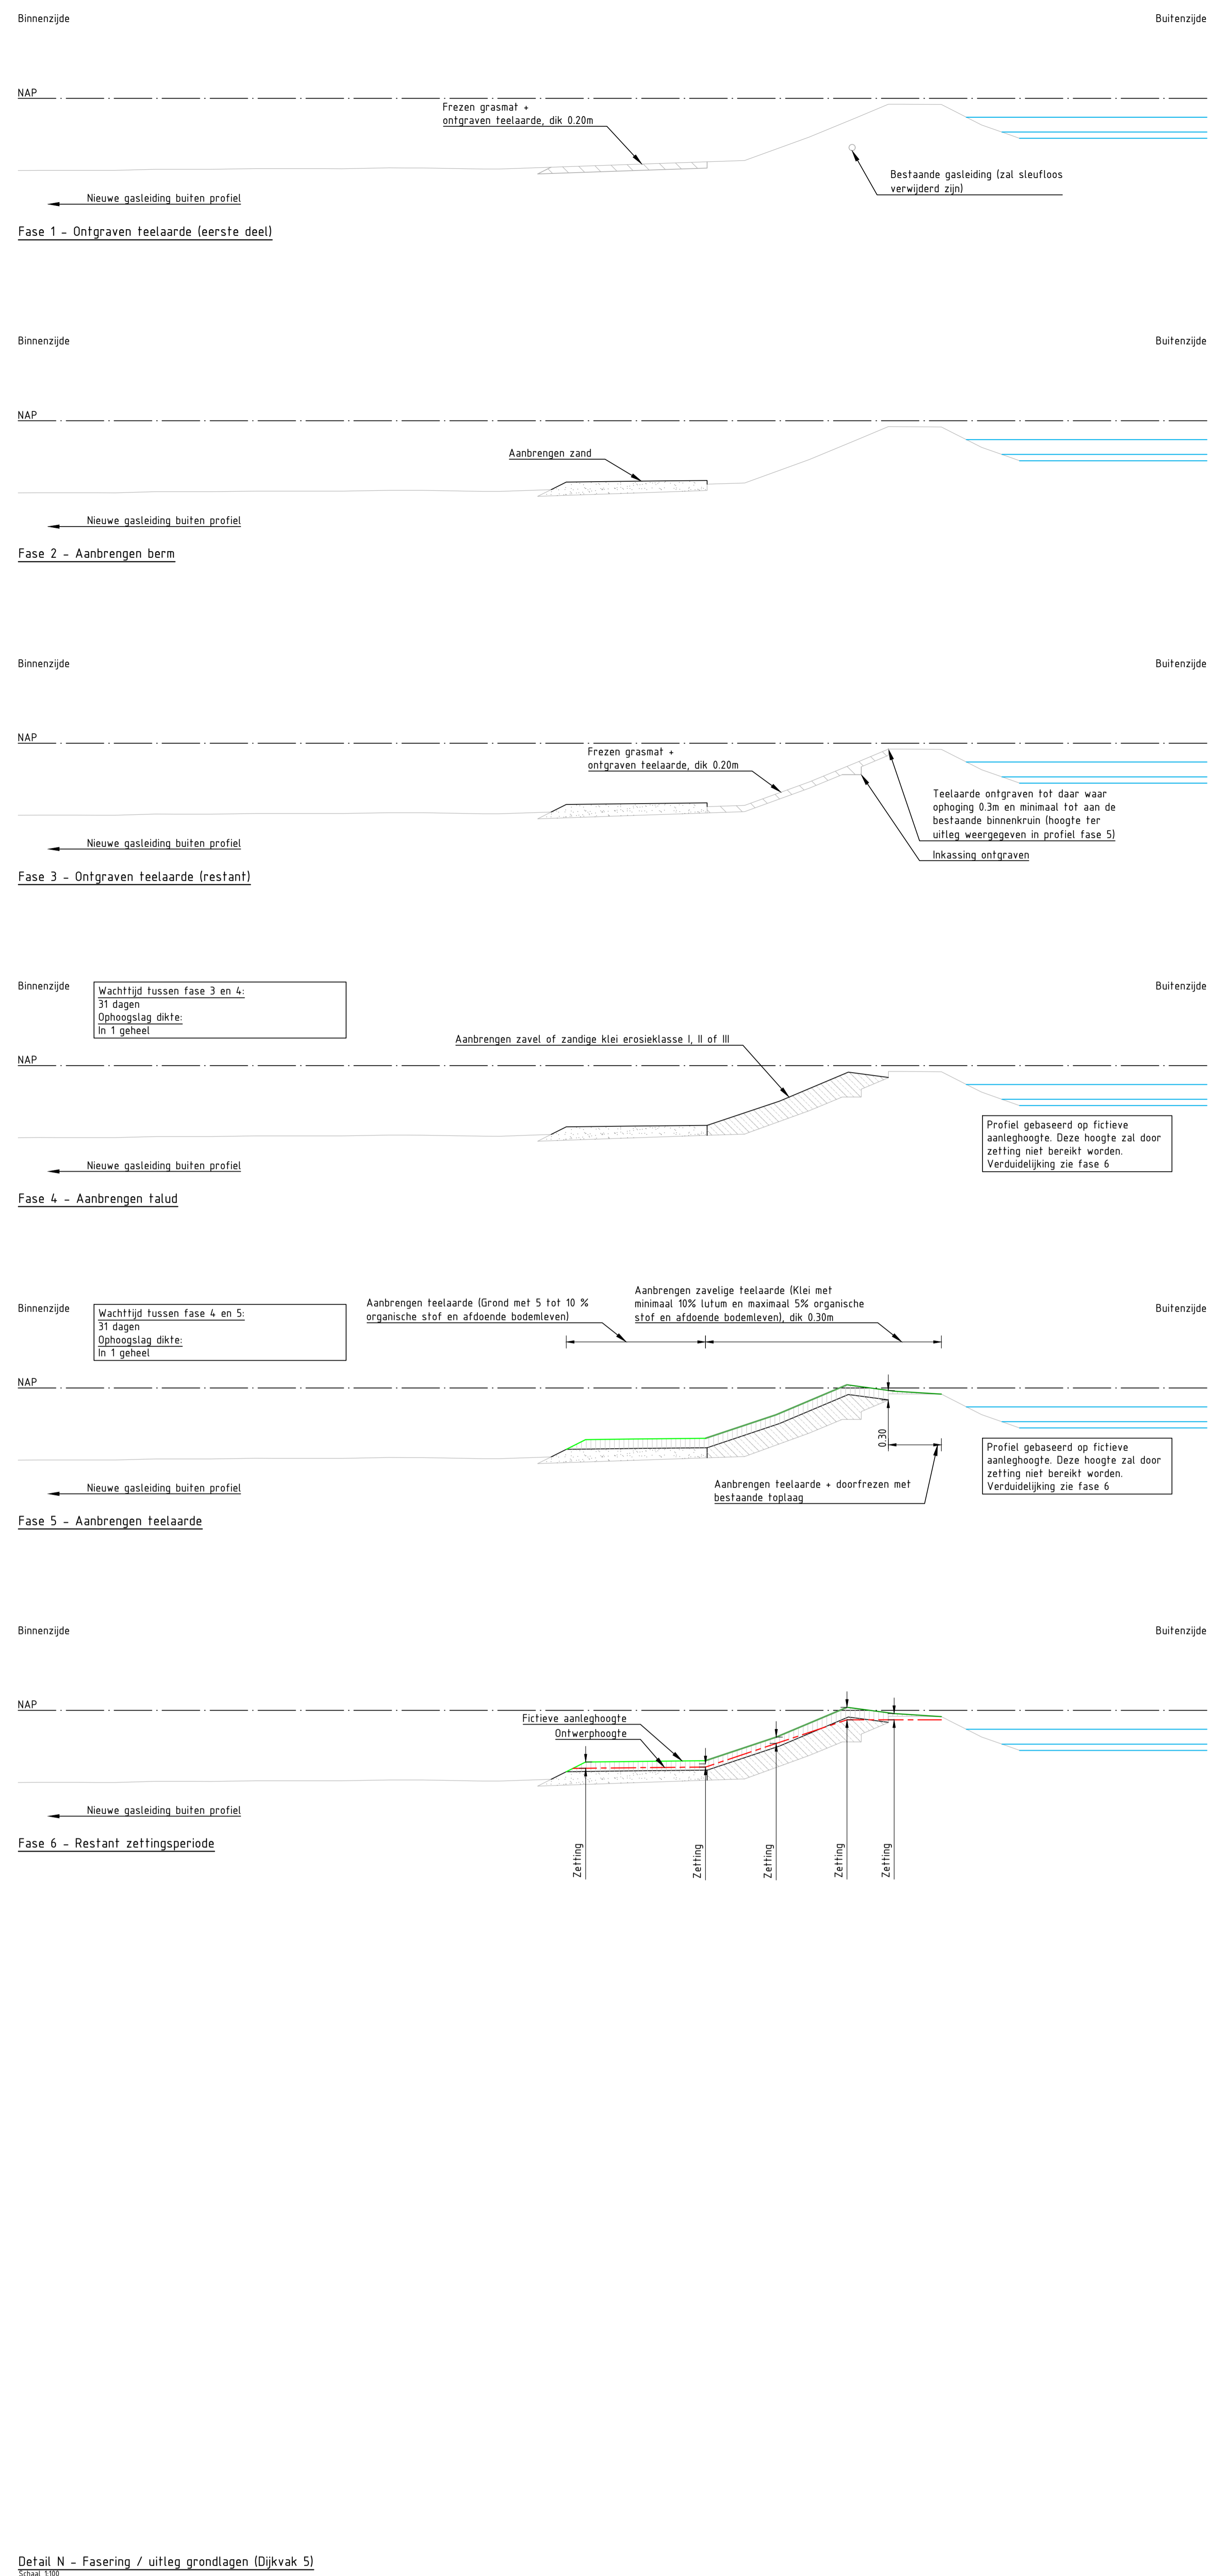 Binnenzijde
Buitenzijde
NAP
Frezen grasmat +
ontgraven teelaarde, dik 0.20m
Bestaande gasleiding (zal sleufloos
verwijderd zijn)
Nieuwe gasleiding buiten profiel
Fase 1 - Ontgraven teelaarde (eerste deel)
Binnenzijde
Buitenzijde
NAP
Aanbrengen zand
Nieuwe gasleiding buiten profiel
Fase 2 - Aanbrengen berm
Binnenzijde
Buitenzijde
NAP
Frezen grasmat +
ontgraven teelaarde, dik 0.20m
Teelaarde ontgraven tot daar waar
ophoging 0.3m en minimaal tot aan de
bestaande binnenkruin (hoogte ter
uitleg weergegeven in profiel fase 5)
Inkassing ontgraven
Nieuwe gasleiding buiten profiel
Fase 3 - Ontgraven teelaarde (restant)
Binnenzijde
Wachttijd tussen fase 3 en 4:
31 dagen
Ophoogslag dikte:
In 1 geheel
Buitenzijde
Aanbrengen zavel of zandige klei erosieklasse I, II of III
NAP
Profiel gebaseerd op fictieve
aanleghoogte. Deze hoogte zal door
zetting niet bereikt worden.
Verduidelijking zie fase 6
Nieuwe gasleiding buiten profiel
Fase 4 - Aanbrengen talud
Binnenzijde
Wachttijd tussen fase 4 en 5:
31 dagen
Ophoogslag dikte:
In 1 geheel
Aanbrengen teelaarde (Grond met 5 tot 10 %
organische stof en afdoende bodemleven)
Aanbrengen zavelige teelaarde (Klei met
minimaal 10% lutum en maximaal 5% organische
stof en afdoende bodemleven), dik 0.30m
Buitenzijde
NAP
0.30
Profiel gebaseerd op fictieve
aanleghoogte. Deze hoogte zal door
zetting niet bereikt worden.
Verduidelijking zie fase 6
Aanbrengen teelaarde + doorfrezen met
bestaande toplaag
Nieuwe gasleiding buiten profiel
Fase 5 - Aanbrengen teelaarde
Binnenzijde
Buitenzijde
NAP
Fictieve aanleghoogte
Ontwerphoogte
Nieuwe gasleiding buiten profiel
Fase 6 - Restant zettingsperiode
Zetting
Zetting
Zetting
Zetting
Zetting
Detail N - Fasering / uitleg grondlagen (Dijkvak 5)
Schaal 1:100